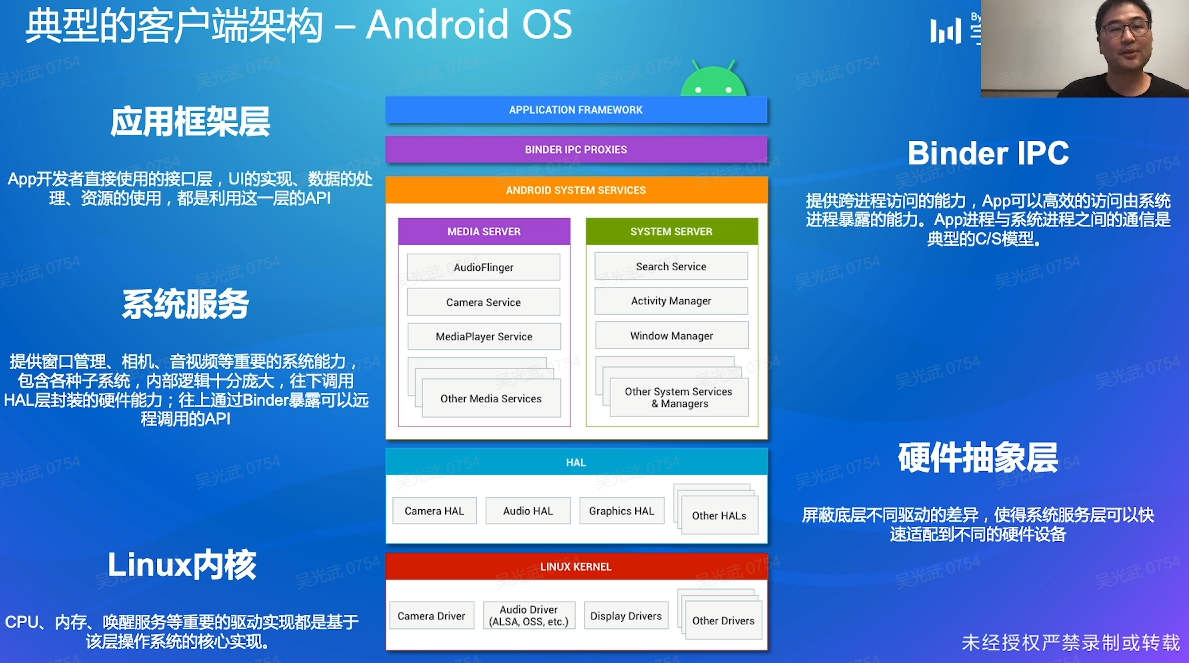 典型的客户端架构 – Android OS
By
应用框架层
App开发者直接使用的接口层，UI的实现、数据的处
理、资源的使用，都是利用这一层的API
系统服务
提供窗口管理、相机、音视频等重要的系统能力，
包含各种子系统，内部逻辑十分庞大，往下调用
HAL层封装的硬件能力；往上通过Binder暴露可以远
程调用的API
Linux内核
CPU、内存、唤醒服务等重要的驱动实现都是基于
该层操作系统的核心实现。
APPLICATION FRAMEWORK
BINDER IPC PROXIES
ANDROID SYSTEM SERVICES
MEDIA SERVER
AudioFlinger
Camera Service
MediaPlayer Service
Other Media Services
SYSTEM SERVER
Search Service
Activity Manager
Window Manager
Other System Services
& Managers
HAL
Camera HAL
Audio HAL
Graphics HAL
Other HALs
LINUX KERNEL
Camera Driver
Audio Driver
(ALSA, OSS, etc.)
Display Drivers
Other Drivers
Binder IPC
提供跨进程访问的能力，App可以高效的访问由系统
进程暴露的能力。App进程与系统进程之间的通信是
典型的C/S模型。
硬件抽象层
屏蔽底层不同驱动的差异，使得系统服务层可以快
速适配到不同的硬件设备
未经授权严禁录制或转载
吴光武 0754